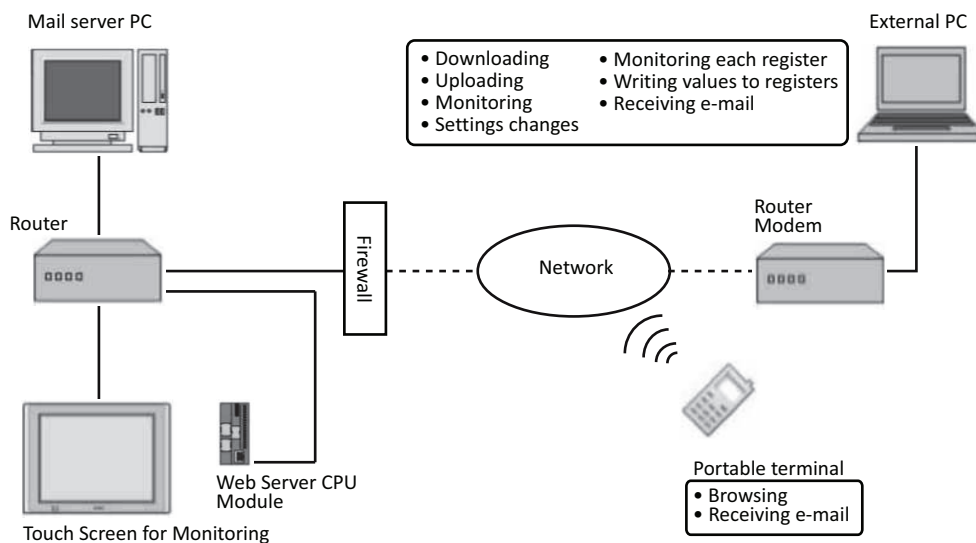 Mail server PC
External PC
• Downloading
• Uploading
• Monitoring
• Settings changes
• Monitoring each register
• Writing values to registers
• Receiving e-mail
Router
Firewall
Network
Router
Modem
Web Server CPU
Module
Touch Screen for Monitoring
Portable terminal
• Browsing
• Receiving e-mail